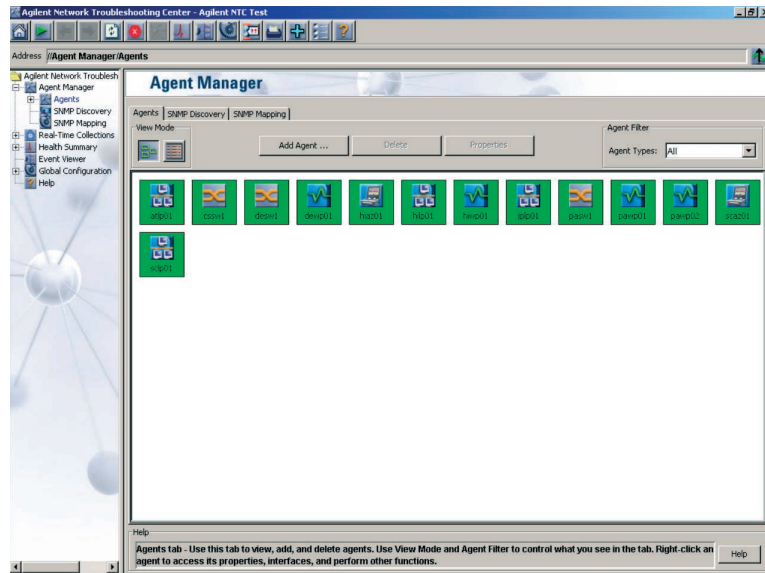 Agilent Network Troubleshooting Center - Agilent NTC Test
Address //Agent Manager/Agents
Agilent Network Troublesh
Agent Manager
Agents
SNMP Discovery
SNMP Mapping
Real-Time Collections
Health Summary
Event Viewer
Global Configuration
Help
Agent Manager
Agents SNMP Discovery SNMP Mapping
View Mode
Add Agent ... Delete Properties
Agent Filter
Agent Types: All
atlp01 cssw1 desw1 dewp01 hiaz01 hilp01 hiwp01 iplp01 pasw1 pawp01 pawp02 staz01
Help
Agents tab - Use this tab to view, add, and delete agents. Use View Mode and Agent Filter to control what you see in the tab. Right-click an
agent to access its properties, interfaces, and perform other functions.
Help